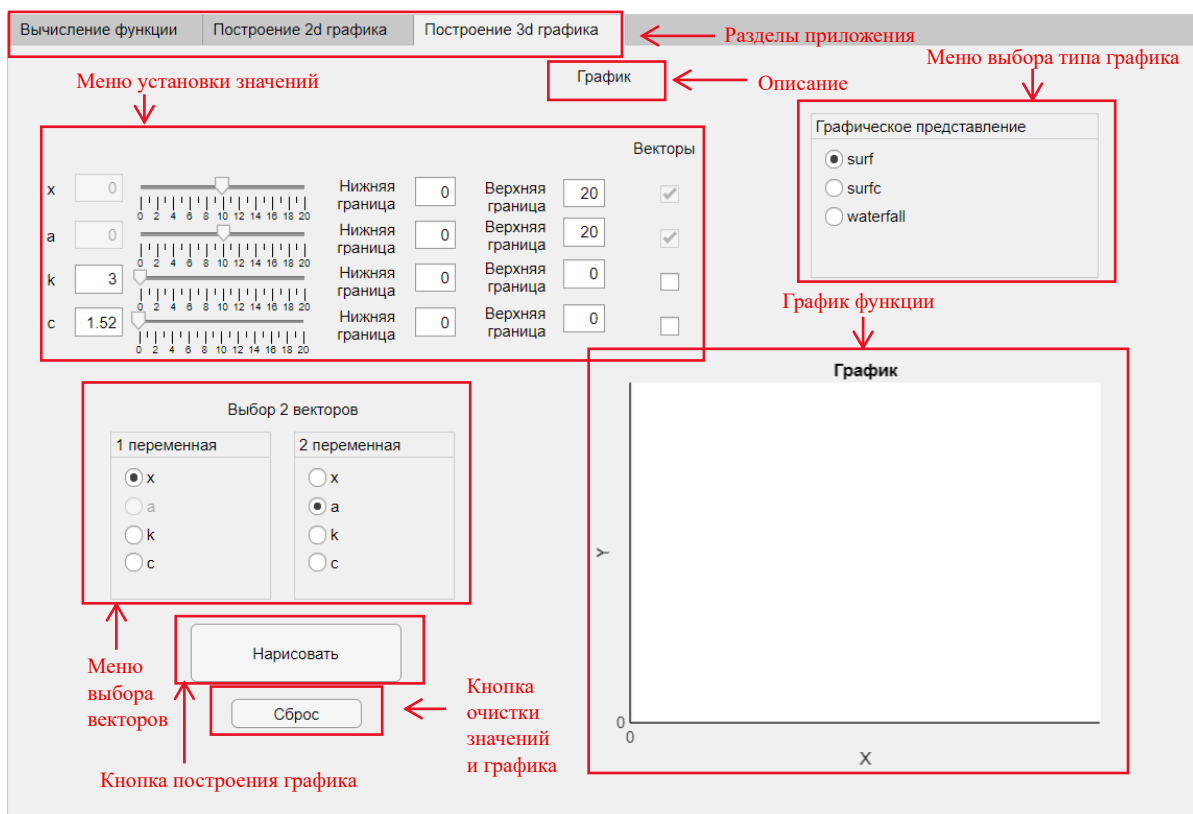 Вычисление функции Построение 2d графика Построение 3d графика
Разделы приложения
Меню выбора типа графика
Меню установки значений
График
Описание
Графическое представление
surf
surfc
waterfall
Векторы
x 0 Нижняя граница 0 Верхняя граница 20
0 2 4 6 8 10 12 14 16 18 20
a 0 Нижняя граница 0 Верхняя граница 20
0 2 4 6 8 10 12 14 16 18 20
k 3 Нижняя граница 0 Верхняя граница 0
0 2 4 6 8 10 12 14 16 18 20
c 1.52 Нижняя граница 0 Верхняя граница 0
0 2 4 6 8 10 12 14 16 18 20
График функции
График
Y
0
0
X
Выбор 2 векторов
1 переменная
x
a
k
c
2 переменная
x
a
k
c
Нарисовать
Сброс
Меню
выбора
векторов
Кнопка
очистки
значений
и графика
Кнопка построения графика